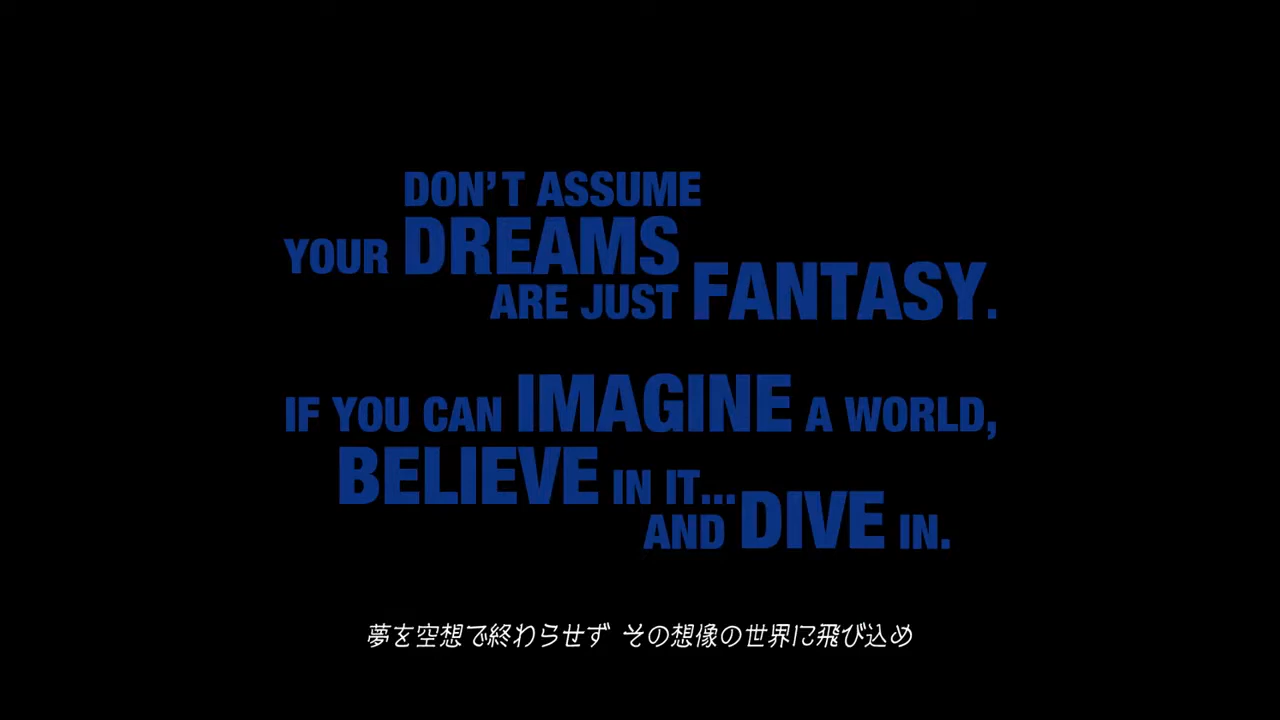 DON'T ASSUME
YOUR DREAMS
ARE JUST FANTASY.
IF YOU CAN IMAGINE A WORLD,
BELIEVE IN IT...
AND DIVE IN.
夢を空想で終わらせず その想像の世界に飛び込め